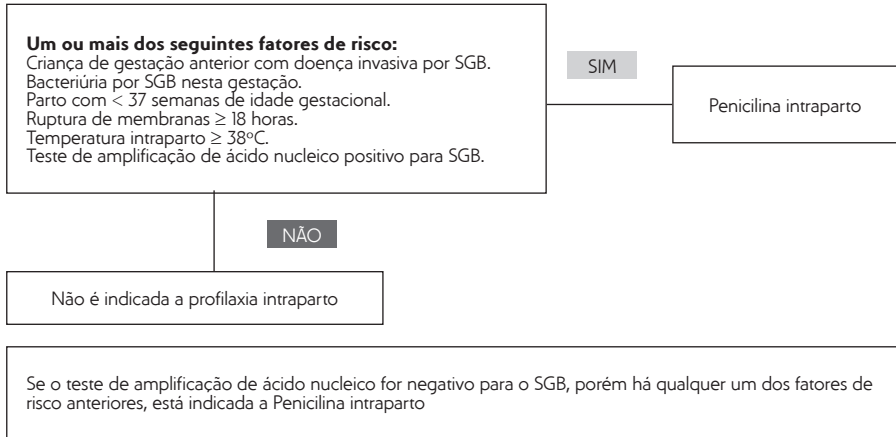 Um ou mais dos seguintes fatores de risco:
Criança de gestação anterior com doença invasiva por SGB.
Bacteriúria por SGB nesta gestação.
Parto com < 37 semanas de idade gestacional.
Ruptura de membranas ≥ 18 horas.
Temperatura intraparto ≥ 38ºC.
Teste de amplificação de ácido nucleico positivo para SGB.
SIM
Penicilina intraparto
NÃO
Não é indicada a profilaxia intraparto
Se o teste de amplificação de ácido nucleico for negativo para o SGB, porém há qualquer um dos fatores de
risco anteriores, está indicada a Penicilina intraparto